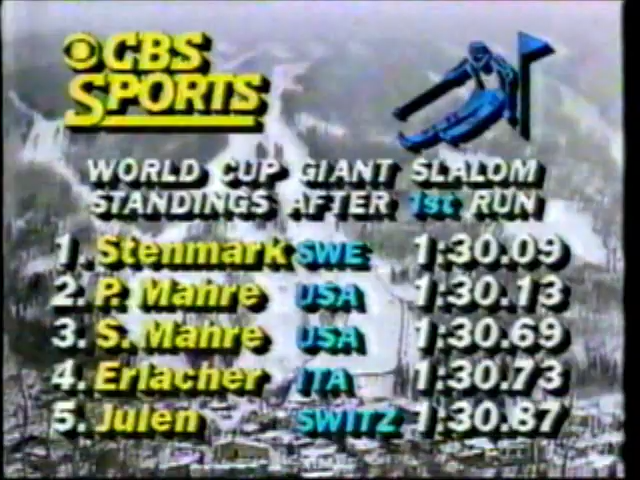 CBS
SPORTS
WORLD CUP GIANT SLALOM
STANDINGS AFTER 1st RUN
1. Stenmark SWE 1:30.09
2. P. Mahre USA 1:30.13
3. S. Mahre USA 1:30.69
4. Erlacher ITA 1:30.73
5. Julen SWITZ 1:30.87